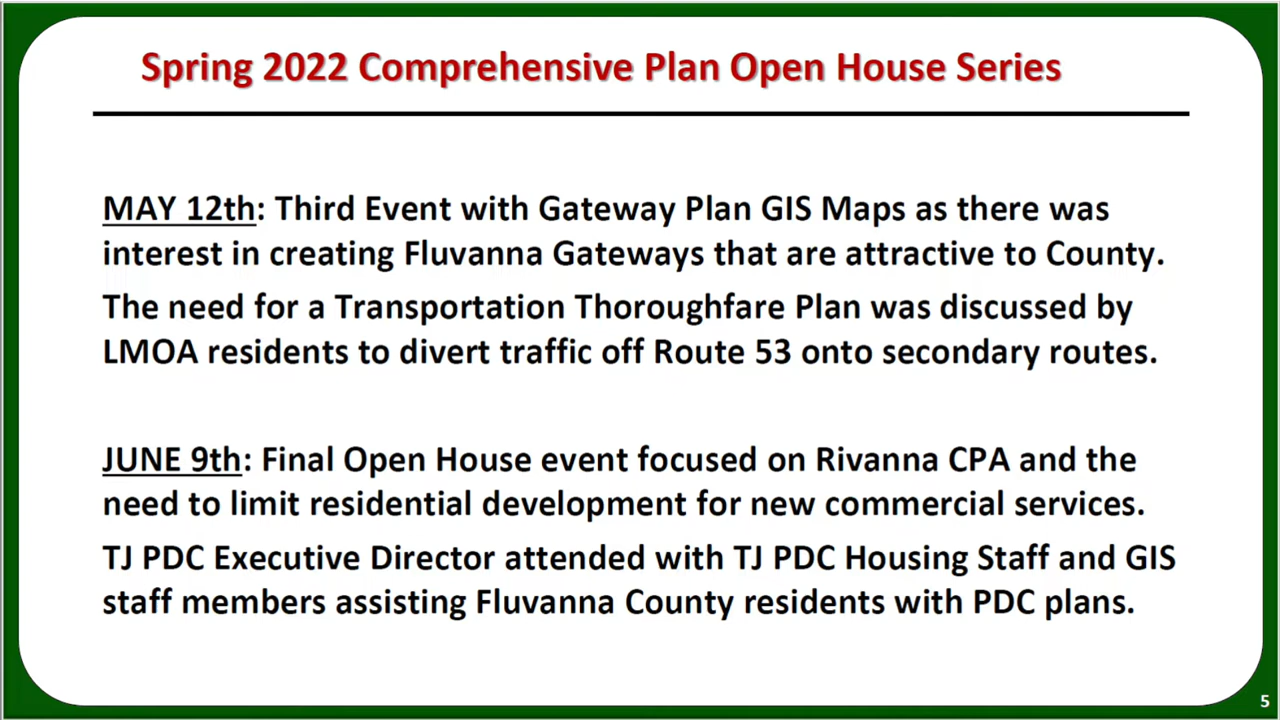 Spring 2022 Comprehensive Plan Open House Series
MAY 12th: Third Event with Gateway Plan GIS Maps as there was
interest in creating Fluvanna Gateways that are attractive to County.
The need for a Transportation Thoroughfare Plan was discussed by
LMOA residents to divert traffic off Route 53 onto secondary routes.
JUNE 9th: Final Open House event focused on Rivanna CPA and the
need to limit residential development for new commercial services.
TJ PDC Executive Director attended with TJ PDC Housing Staff and GIS
staff members assisting Fluvanna County residents with PDC plans.
5